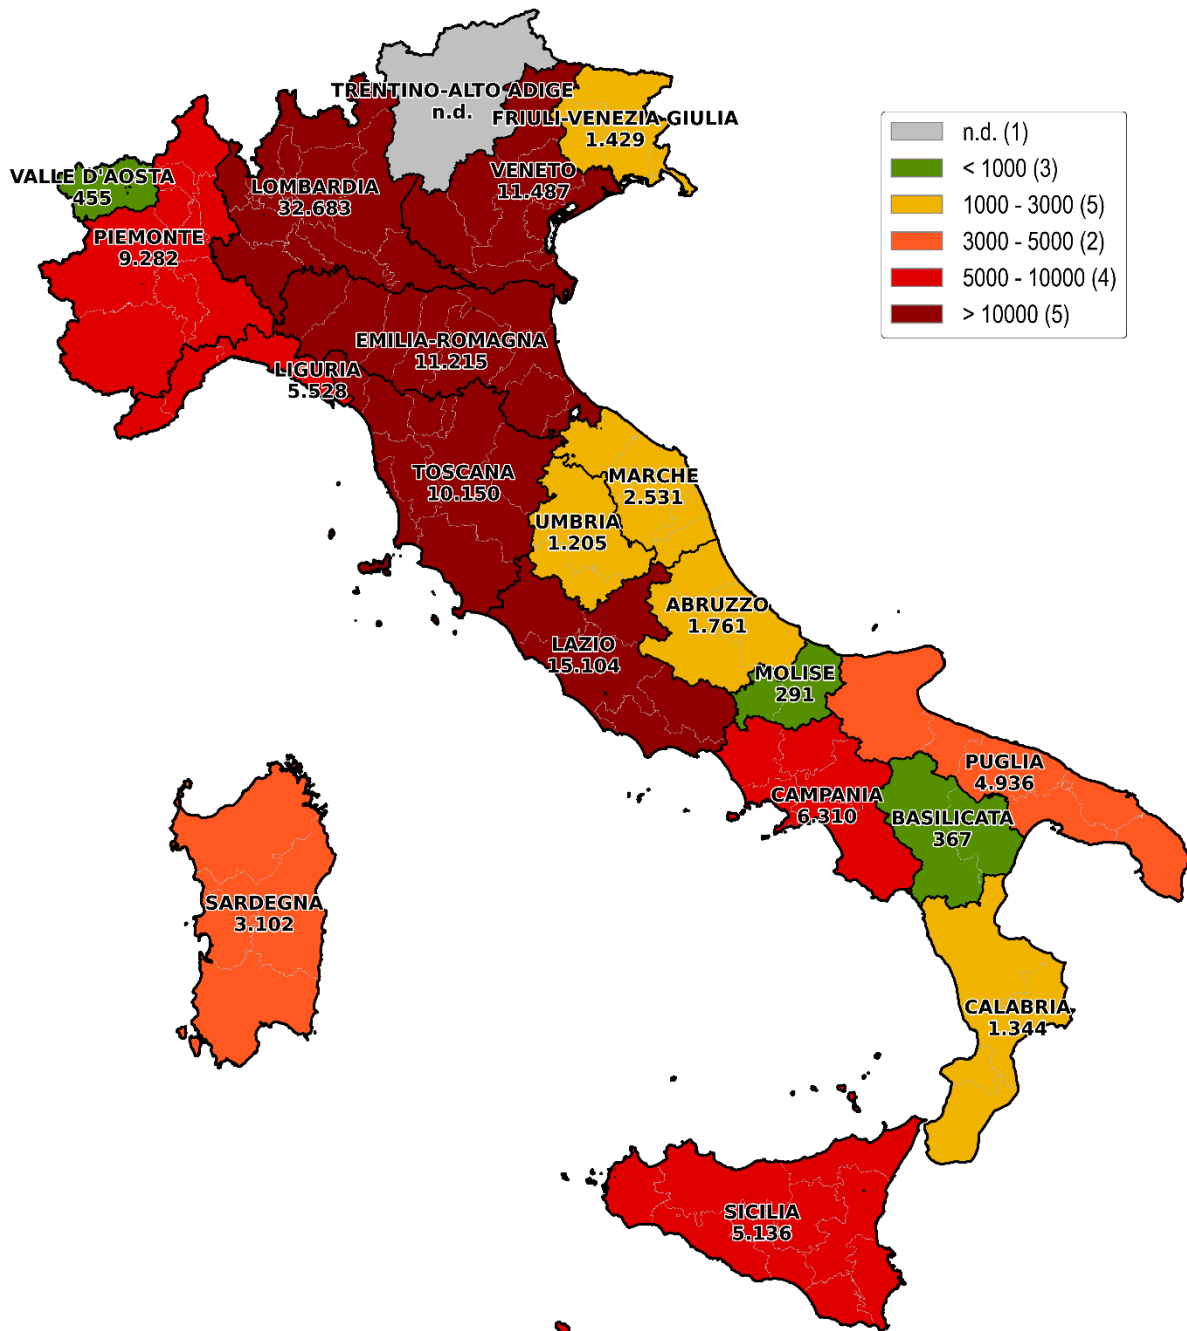 TRENTINO-ALTO ADIGE
n.d.
FRIULI-VENEZIA GIULIA
1.429
VALLE D'AOSTA
455
LOMBARDIA
32.683
VENETO
11.487
PIEMONTE
9.282
EMILIA-ROMAGNA
11.215
LIGURIA
5.528
TOSCANA
10.150
MARCHE
2.531
UMBRIA
1.205
ABRUZZO
1.761
LAZIO
15.104
MOLISE
291
PUGLIA
4.936
CAMPANIA
6.310
BASILICATA
367
SARDEGNA
3.102
CALABRIA
1.344
SICILIA
5.136
n.d. (1)
< 1000 (3)
1000 - 3000 (5)
3000 - 5000 (2)
5000 - 10000 (4)
> 10000 (5)